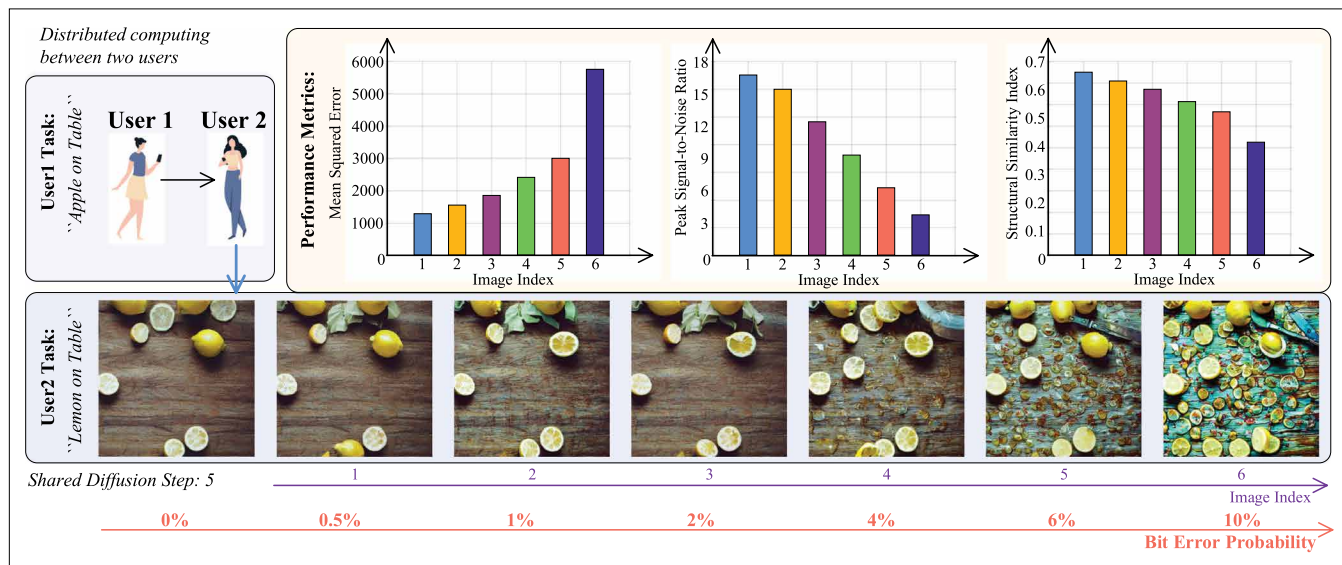 Distributed computing
between two users
User1 Task:
``Apple on Table``
User 1 User 2
Performance Metrics:
Mean Squared Error
6000
5000
4000
3000
2000
1000
0
1 2 3 4 5 6
Image Index
Peak Signal-to-Noise Ratio
18
15
12
9
6
3
0
1 2 3 4 5 6
Image Index
Structural Similarity Index
0.7
0.6
0.5
0.4
0.3
0.2
0.1
0
1 2 3 4 5 6
Image Index
User2 Task:
``Lemon on Table``
Shared Diffusion Step: 5
1 2 3 4 5 6
Image Index
0% 0.5% 1% 2% 4% 6% 10%
Bit Error Probability